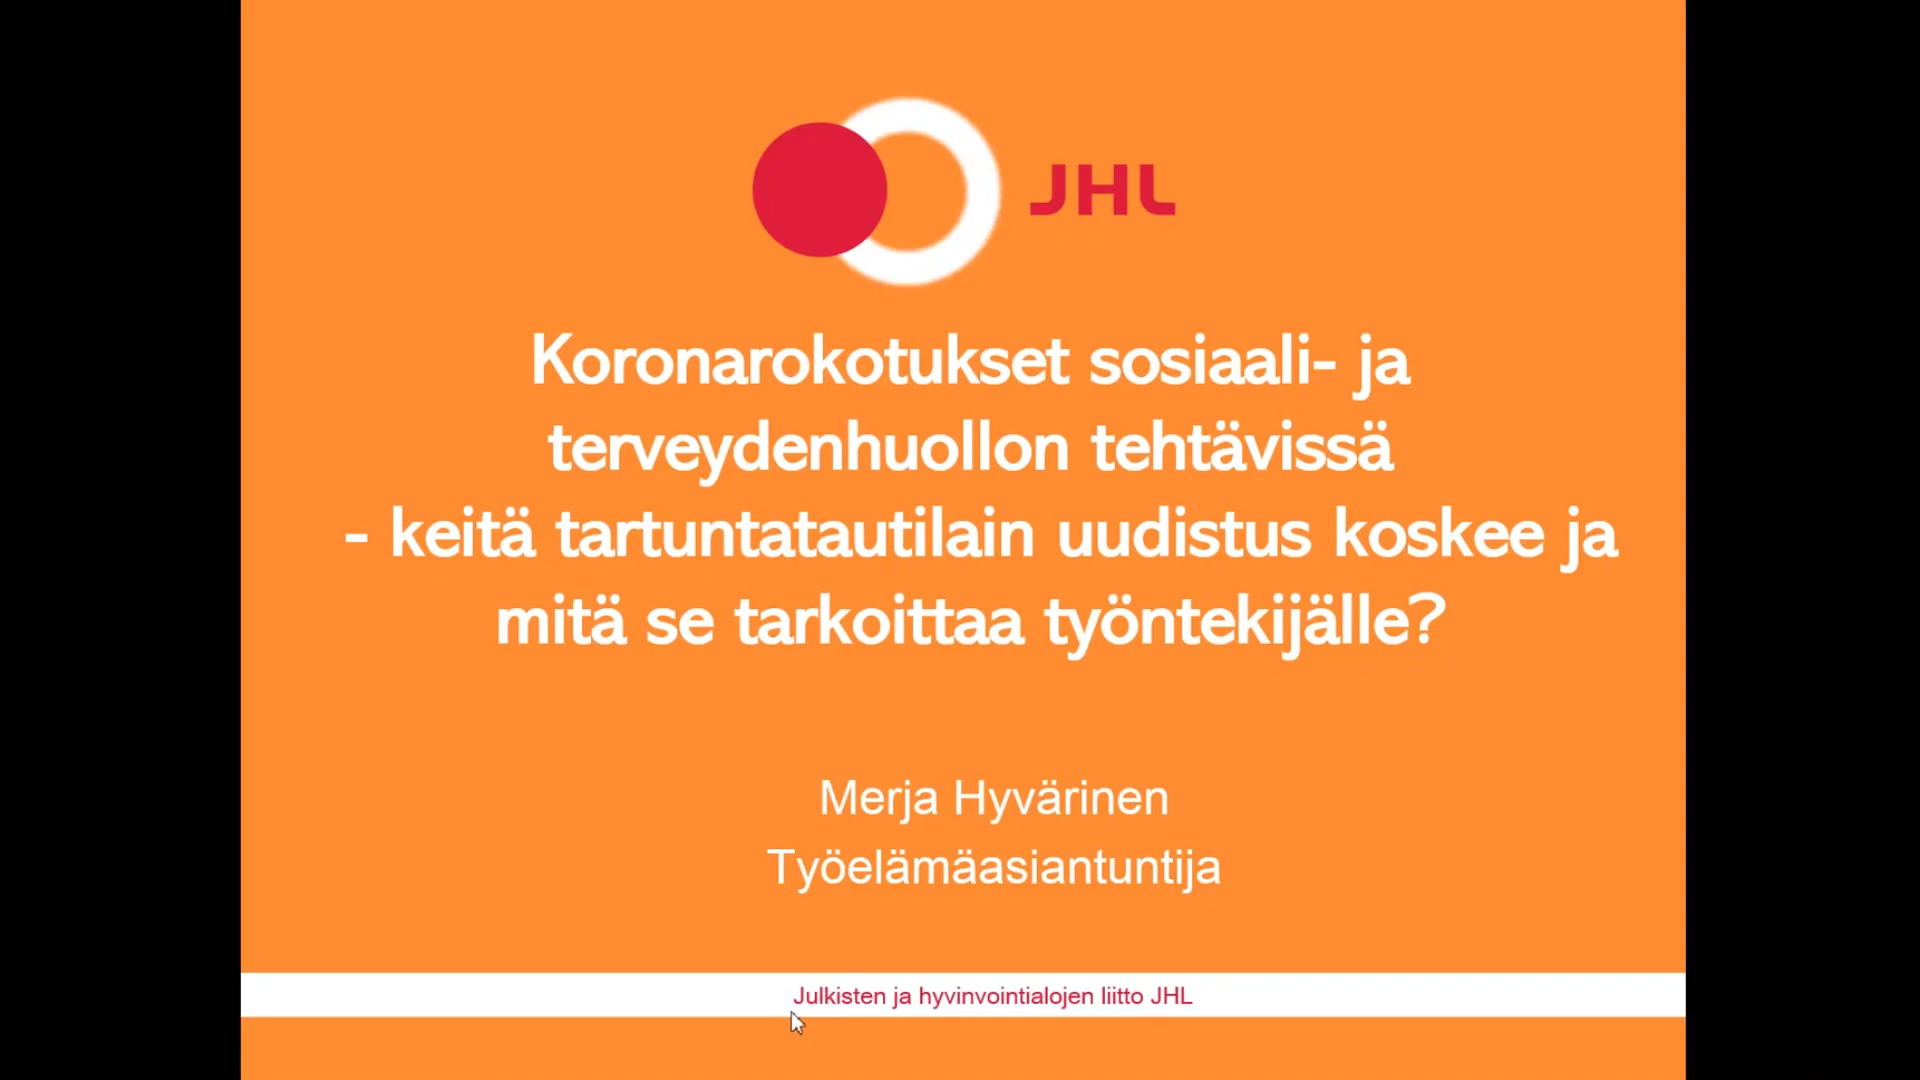 JHL
Koronarokotukset sosiaali- ja
terveydenhuollon tehtävissä
- keitä tartuntatautilain uudistus koskee ja
mitä se tarkoittaa työntekijälle?
Merja Hyvärinen
Työelämäasiantuntija
Julkisten ja hyvinvointialojen liitto JHL